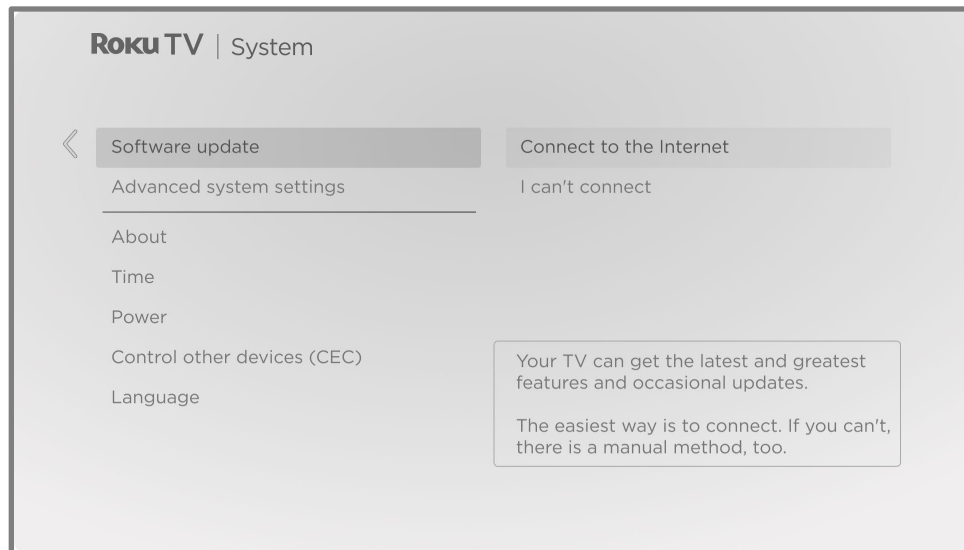 Roku TV | System
Software update
Advanced system settings
About
Time
Power
Control other devices (CEC)
Language
Connect to the Internet
I can't connect
Your TV can get the latest and greatest
features and occasional updates.
The easiest way is to connect. If you can't,
there is a manual method, too.